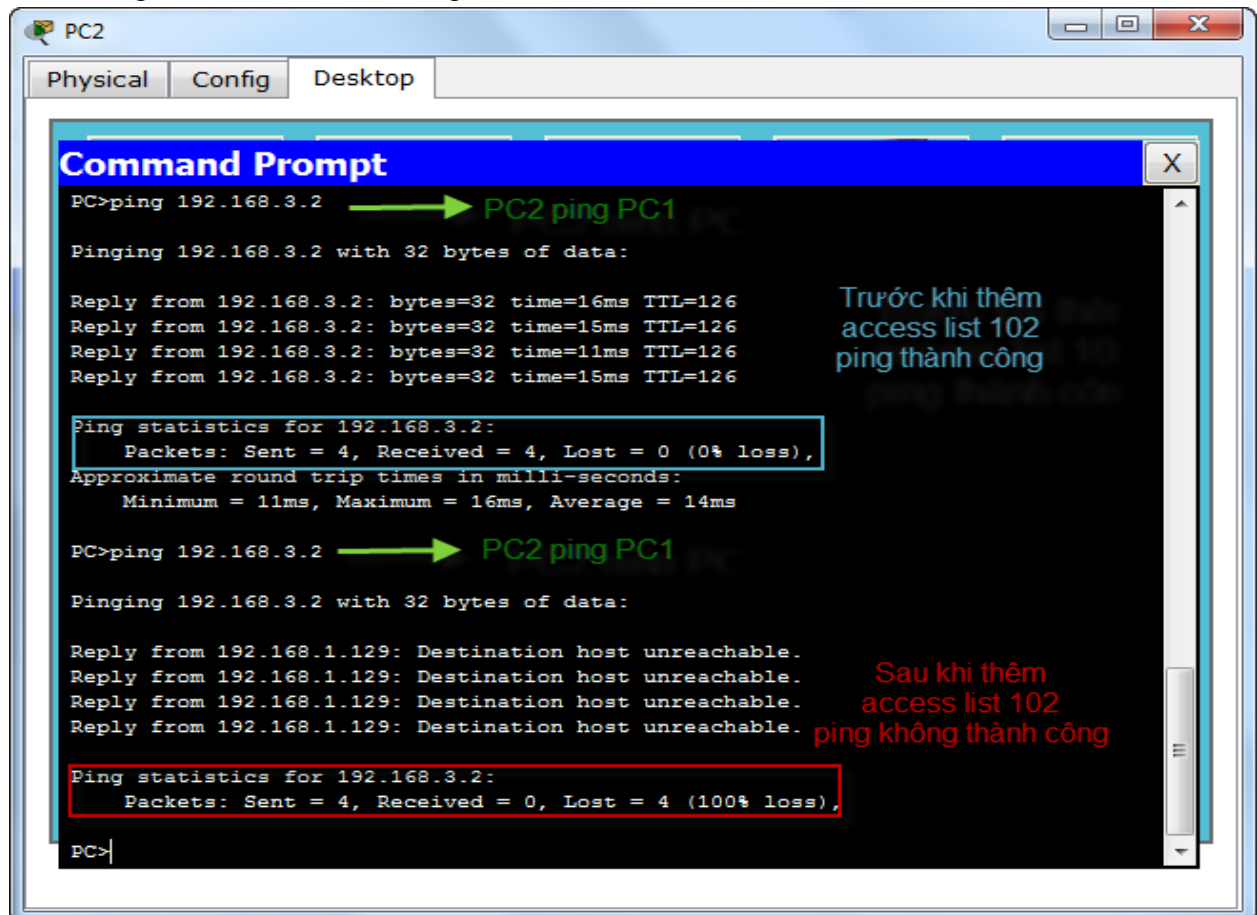 PC2
Physical Config Desktop
Command Prompt X
PC>ping 192.168.3.2 PC2 ping PC1
Pinging 192.168.3.2 with 32 bytes of data:
Reply from 192.168.3.2: bytes=32 time=16ms TTL=126
Reply from 192.168.3.2: bytes=32 time=15ms TTL=126
Reply from 192.168.3.2: bytes=32 time=11ms TTL=126
Reply from 192.168.3.2: bytes=32 time=15ms TTL=126
Trước khi thêm
access list 102
ping thành công
Ping statistics for 192.168.3.2:
Packets: Sent = 4, Received = 4, Lost = 0 (0% loss),
Approximate round trip times in milli-seconds:
Minimum = 11ms, Maximum = 16ms, Average = 14ms
PC>ping 192.168.3.2 PC2 ping PC1
Pinging 192.168.3.2 with 32 bytes of data:
Reply from 192.168.1.129: Destination host unreachable.
Reply from 192.168.1.129: Destination host unreachable.
Reply from 192.168.1.129: Destination host unreachable.
Reply from 192.168.1.129: Destination host unreachable.
Sau khi thêm
access list 102
ping không thành công
Ping statistics for 192.168.3.2:
Packets: Sent = 4, Received = 0, Lost = 4 (100% loss),
PC>